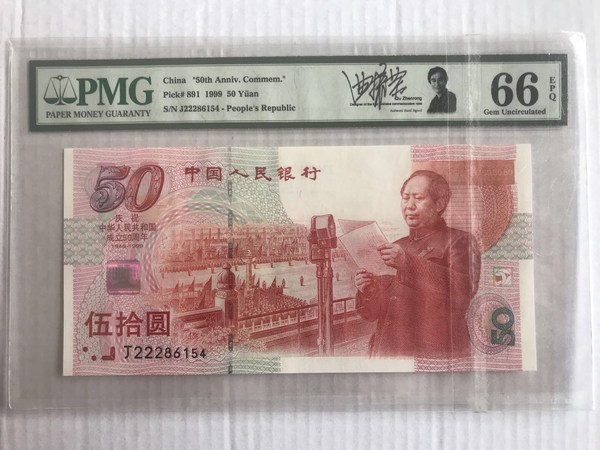 PMG
PAPER MONEY GUARANTY
China "50th Anniv. Commem."
Pick# 891 1999 50 Yüan
S/N J22286154 - People's Republic
66
EPQ
Gem Uncirculated
50
中国人民银行
庆祝
中华人民共和国
成立50周年
1949-1999
伍拾圆
J22286154
50